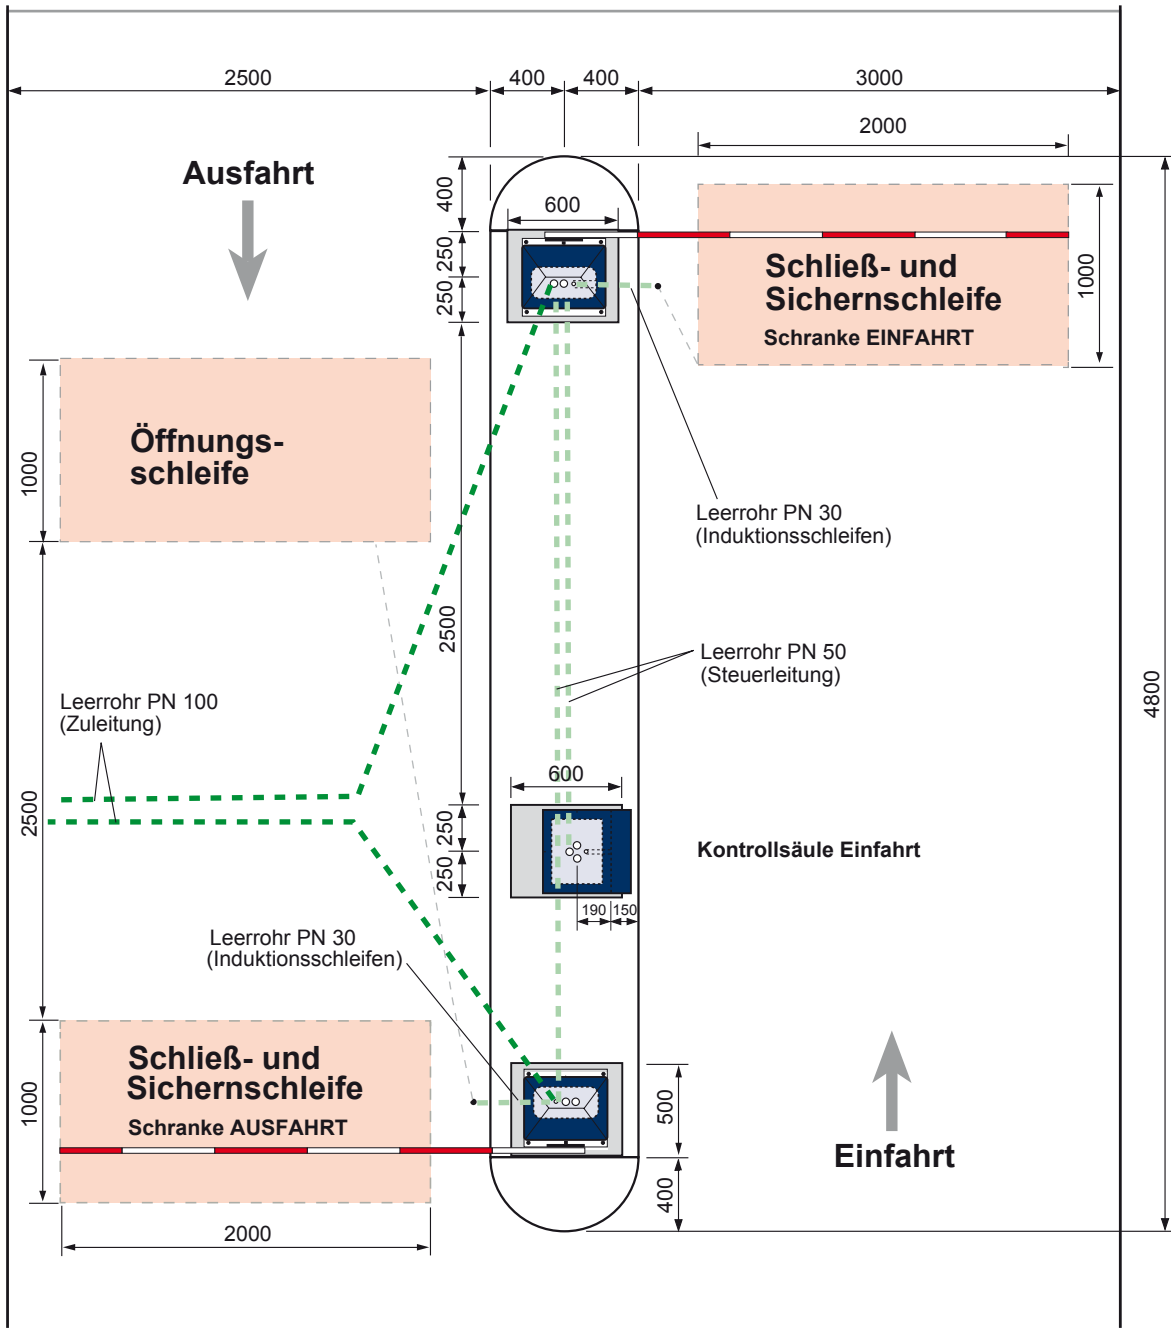 2500
400
400
3000
2000
Ausfahrt
400
600
250
250
1000
4800
Schließ- und
Sichernschleife
Schranke EINFAHRT
Öffnungs-
schleife
1000
Leerrohr PN 30
(Induktionsschleifen)
2500
Leerrohr PN 50
(Steuerleitung)
Leerrohr PN 100
(Zuleitung)
2500
600
250
250
Kontrollsäule Einfahrt
190
150
Leerrohr PN 30
(Induktionsschleifen)
Schließ- und
Sichernschleife
Schranke AUSFAHRT
1000
500
400
Einfahrt
2000